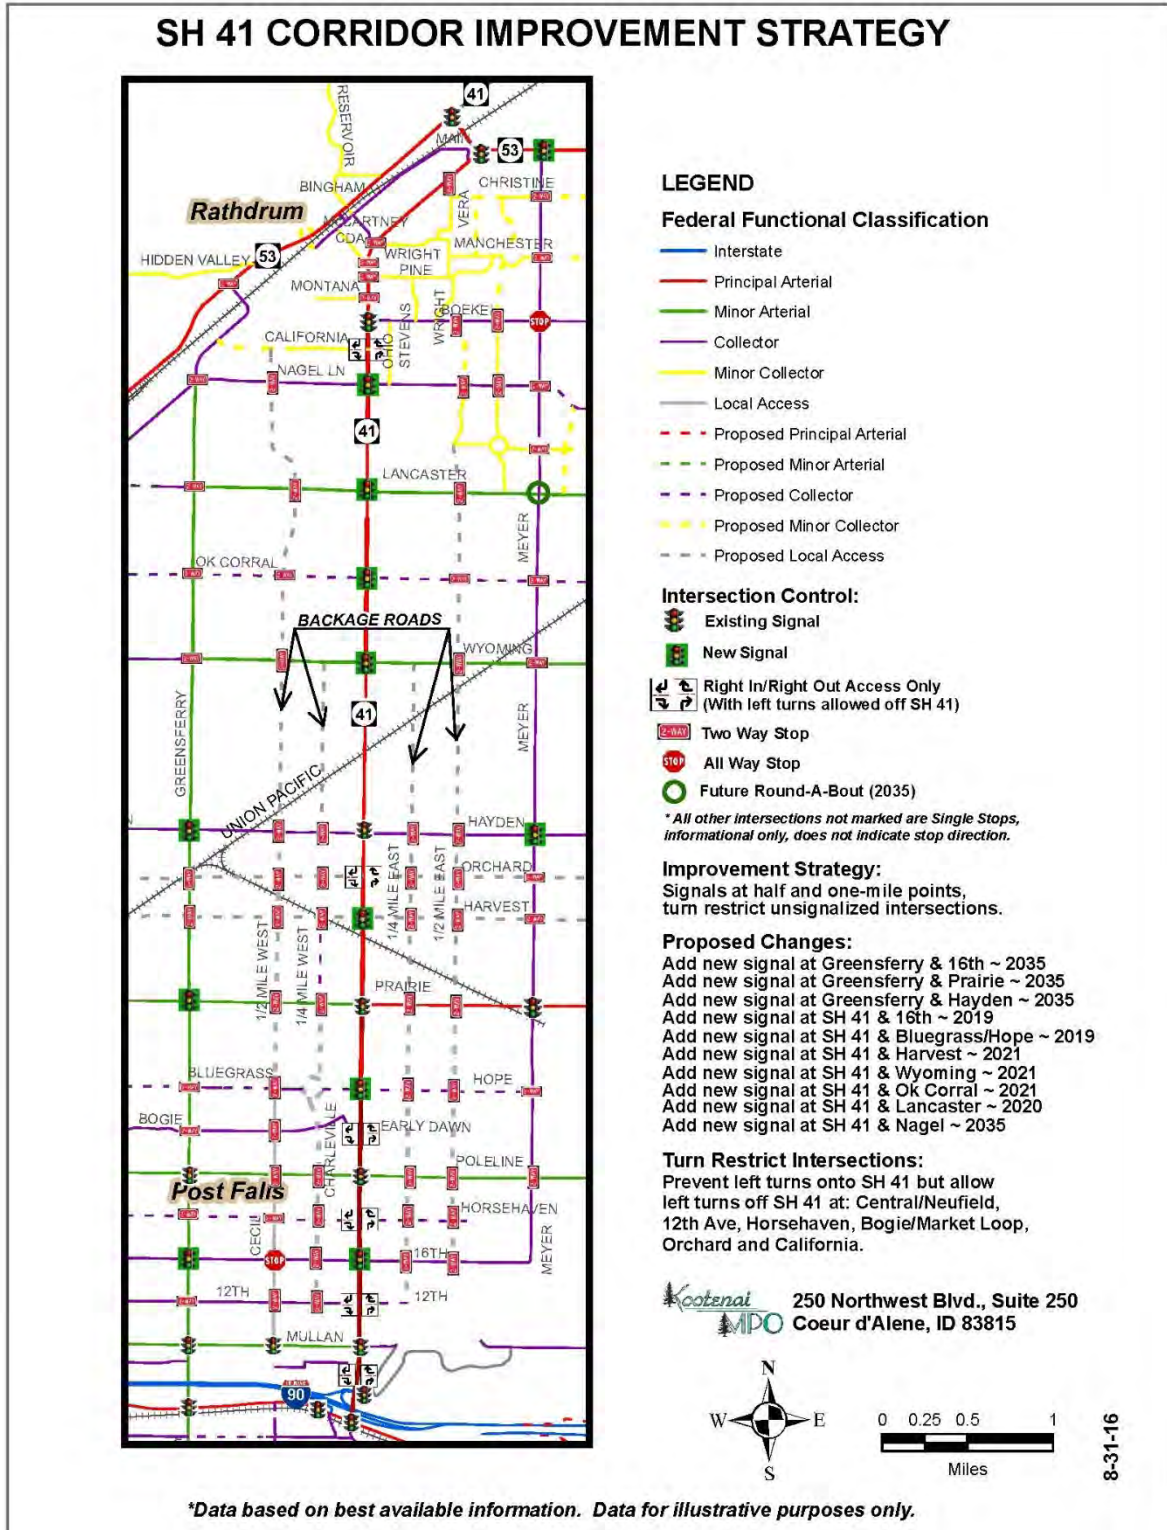 SH 41 CORRIDOR IMPROVEMENT STRATEGY
41
RESERVOIR
MAIN
53
BINGHAM
CHRISTINE
VERA
Rathdrum
MCCARTNEY
CDA
WRIGHT
MANCHESTER
HIDDEN VALLEY
53
PINE
MONTANA
STEVENS
WRIGHT
BOEKEL
STOP
CALIFORNIA
OHIO
NAGEL LN
41
LANCASTER
MEYER
OK CORRAL
BACKAGE ROADS
WYOMING
GREENSFERRY
41
MEYER
UNION PACIFIC
HAYDEN
ORCHARD
1/4 MILE EAST
1/2 MILE EAST
HARVEST
1/2 MILE WEST
1/4 MILE WEST
PRAIRIE
BLUEGRASS
HOPE
BOGIE
EARLY DAWN
CHARLEVILLE
POLELINE
Post Falls
HORSEHAVEN
CECIL
STOP
16TH
MEYER
12TH
12TH
MULLAN
90
LEGEND
Federal Functional Classification
Interstate
Principal Arterial
Minor Arterial
Collector
Minor Collector
Local Access
Proposed Principal Arterial
Proposed Minor Arterial
Proposed Collector
Proposed Minor Collector
Proposed Local Access
Intersection Control:
Existing Signal
New Signal
Right In/Right Out Access Only
(With left turns allowed off SH 41)
2-WAY Two Way Stop
STOP All Way Stop
Future Round-A-Bout (2035)
* All other intersections not marked are Single Stops,
informational only, does not indicate stop direction.
Improvement Strategy:
Signals at half and one-mile points,
turn restrict unsignalized intersections.
Proposed Changes:
Add new signal at Greensferry & 16th ~ 2035
Add new signal at Greensferry & Prairie ~ 2035
Add new signal at Greensferry & Hayden ~ 2035
Add new signal at SH 41 & 16th ~ 2019
Add new signal at SH 41 & Bluegrass/Hope ~ 2019
Add new signal at SH 41 & Harvest ~ 2021
Add new signal at SH 41 & Wyoming ~ 2021
Add new signal at SH 41 & Ok Corral ~ 2021
Add new signal at SH 41 & Lancaster ~ 2020
Add new signal at SH 41 & Nagel ~ 2035
Turn Restrict Intersections:
Prevent left turns onto SH 41 but allow
left turns off SH 41 at: Central/Neufield,
12th Ave, Horsehaven, Bogie/Market Loop,
Orchard and California.
Kootenai
MPO
250 Northwest Blvd., Suite 250
Coeur d'Alene, ID 83815
N
W E
S
0 0.25 0.5 1
Miles
8-31-16
*Data based on best available information. Data for illustrative purposes only.